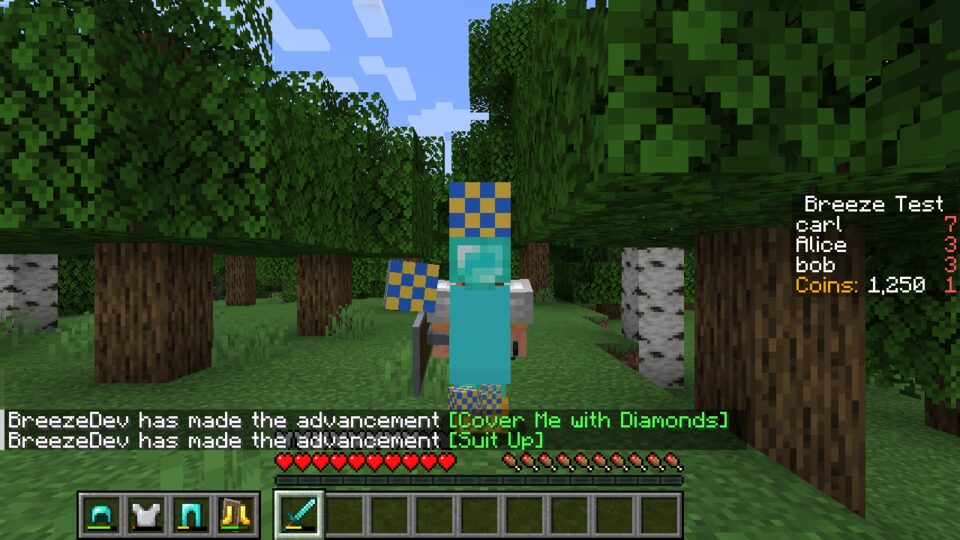 Breeze Test
carl 7
Alice 3
bob 3
Coins: 1,250 1
BreezeDev has made the advancement [Cover Me with Diamonds]
BreezeDev has made the advancement [Suit Up]